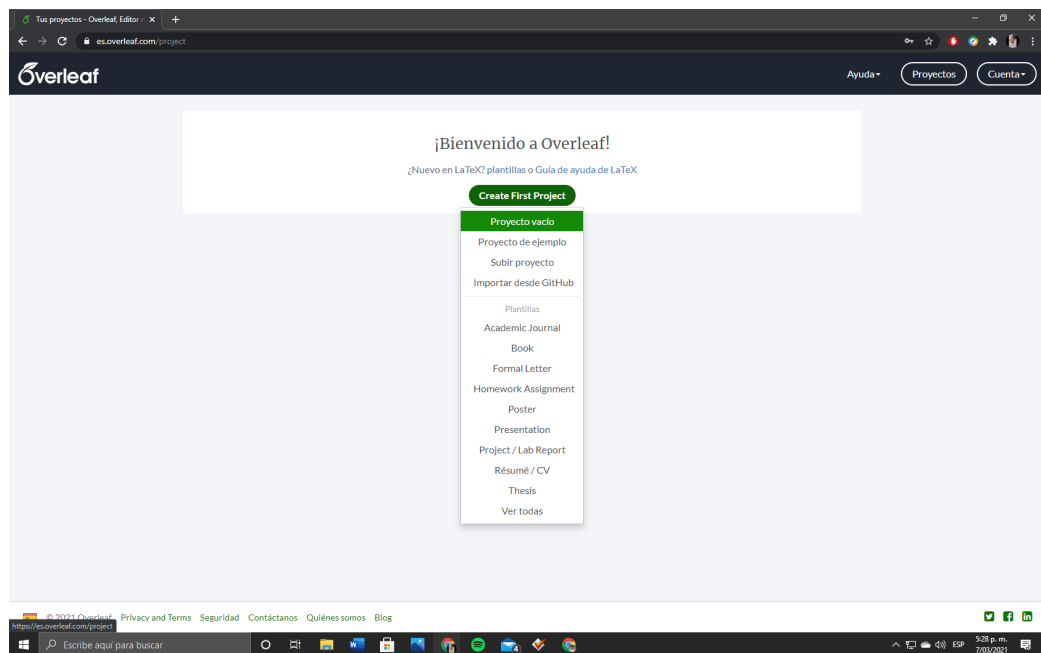 Tus proyectos - Overleaf, Editor
es.overleaf.com/project
Overleaf
Ayuda
Proyectos
Cuenta
¡Bienvenido a Overleaf!
¿Nuevo en LaTeX? plantillas o Guía de ayuda de LaTeX
Create First Project
Proyecto vacío
Proyecto de ejemplo
Subir proyecto
Importar desde GitHub
Plantillas
Academic Journal
Book
Formal Letter
Homework Assignment
Poster
Presentation
Project / Lab Report
Résumé / CV
Thesis
Ver todas
© 2021 Overleaf Privacy and Terms Seguridad Contáctanos Quiénes somos Blog
https://es.overleaf.com/project
Escribe aquí para buscar
ESP
5:28 p. m.
7/03/2021